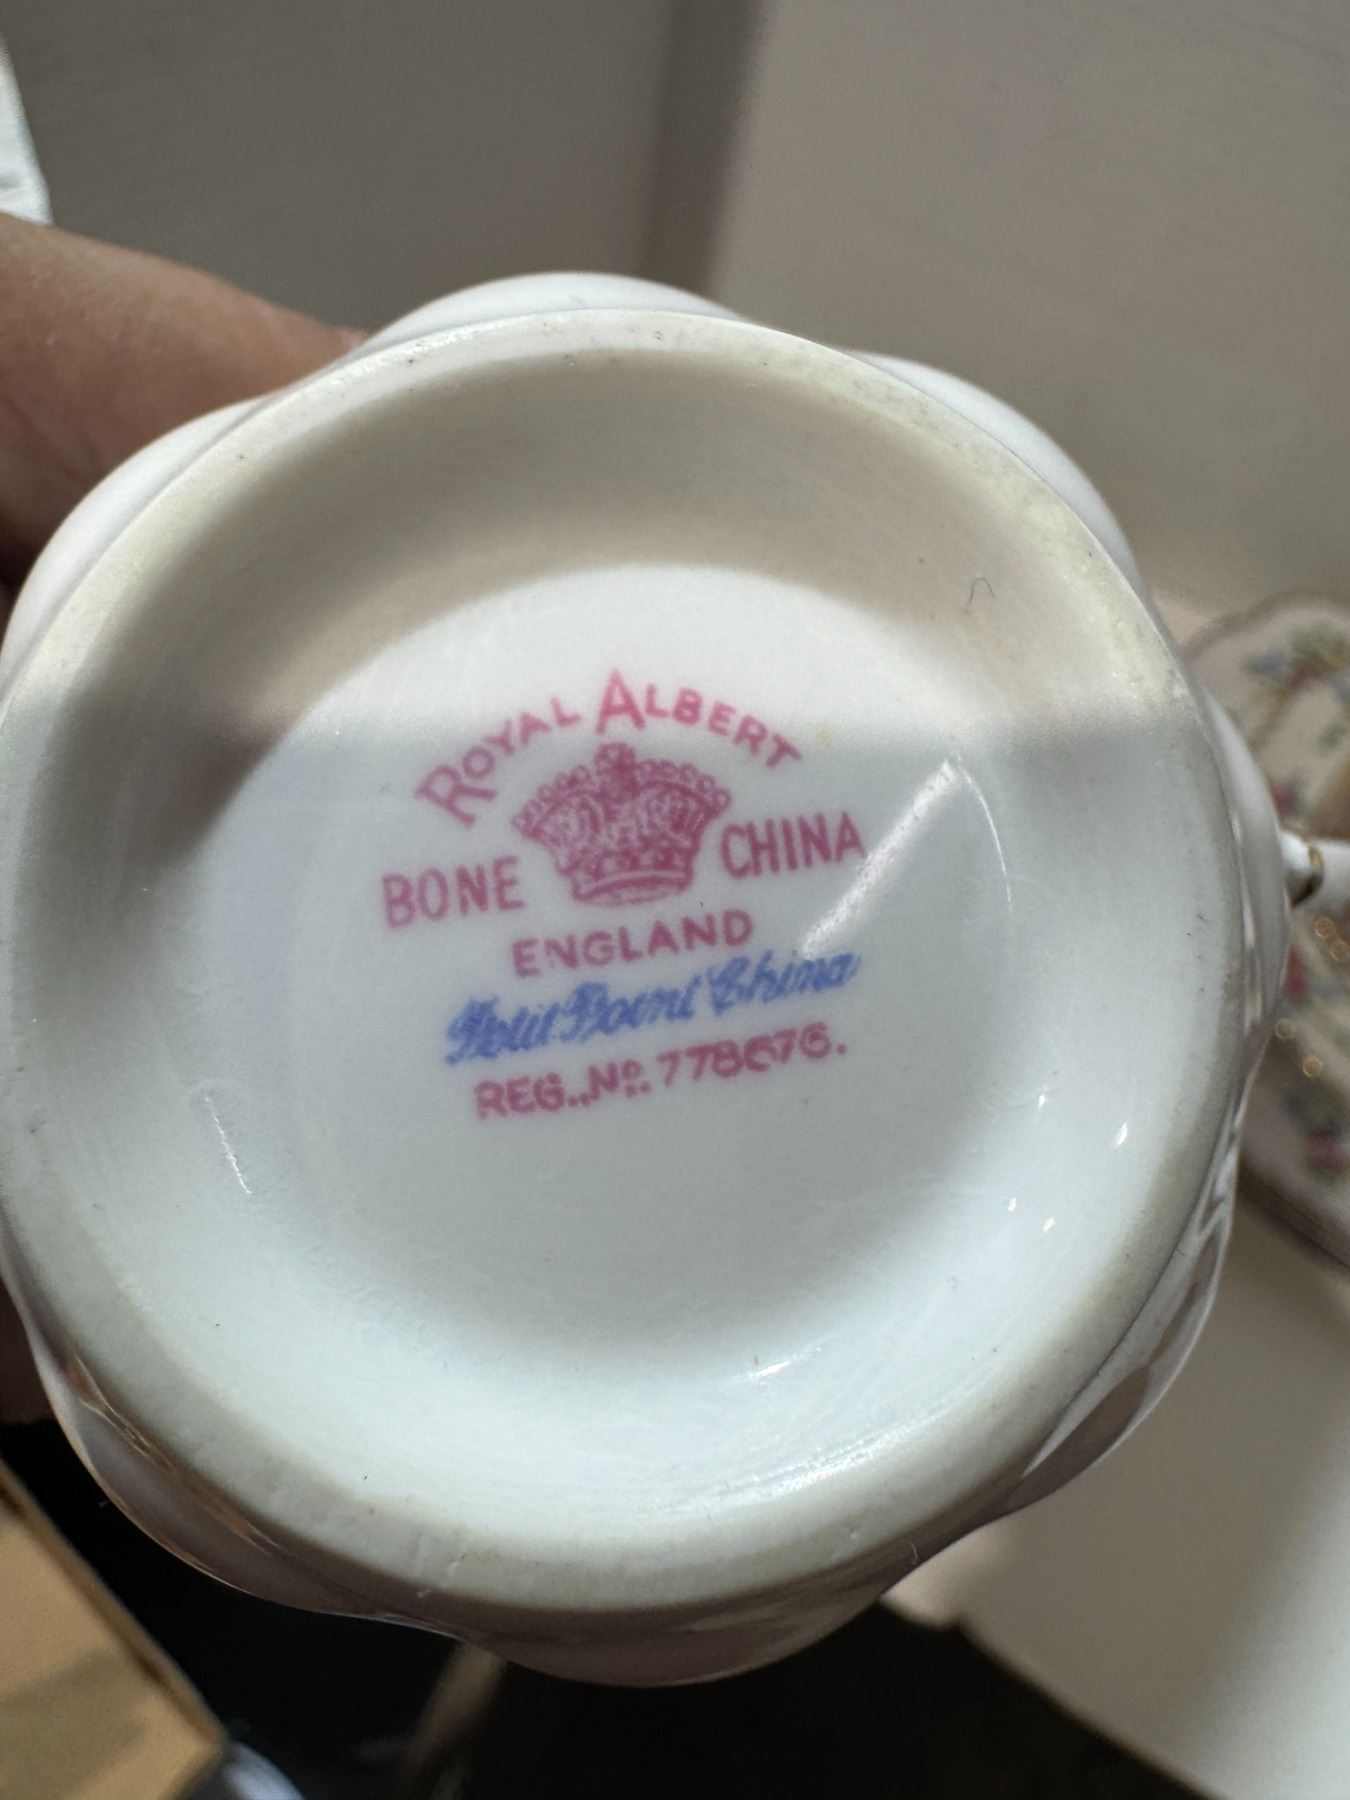 ROYAL ALBERT
BONE CHINA
ENGLAND
Petit Point China
REG. No. 778676.